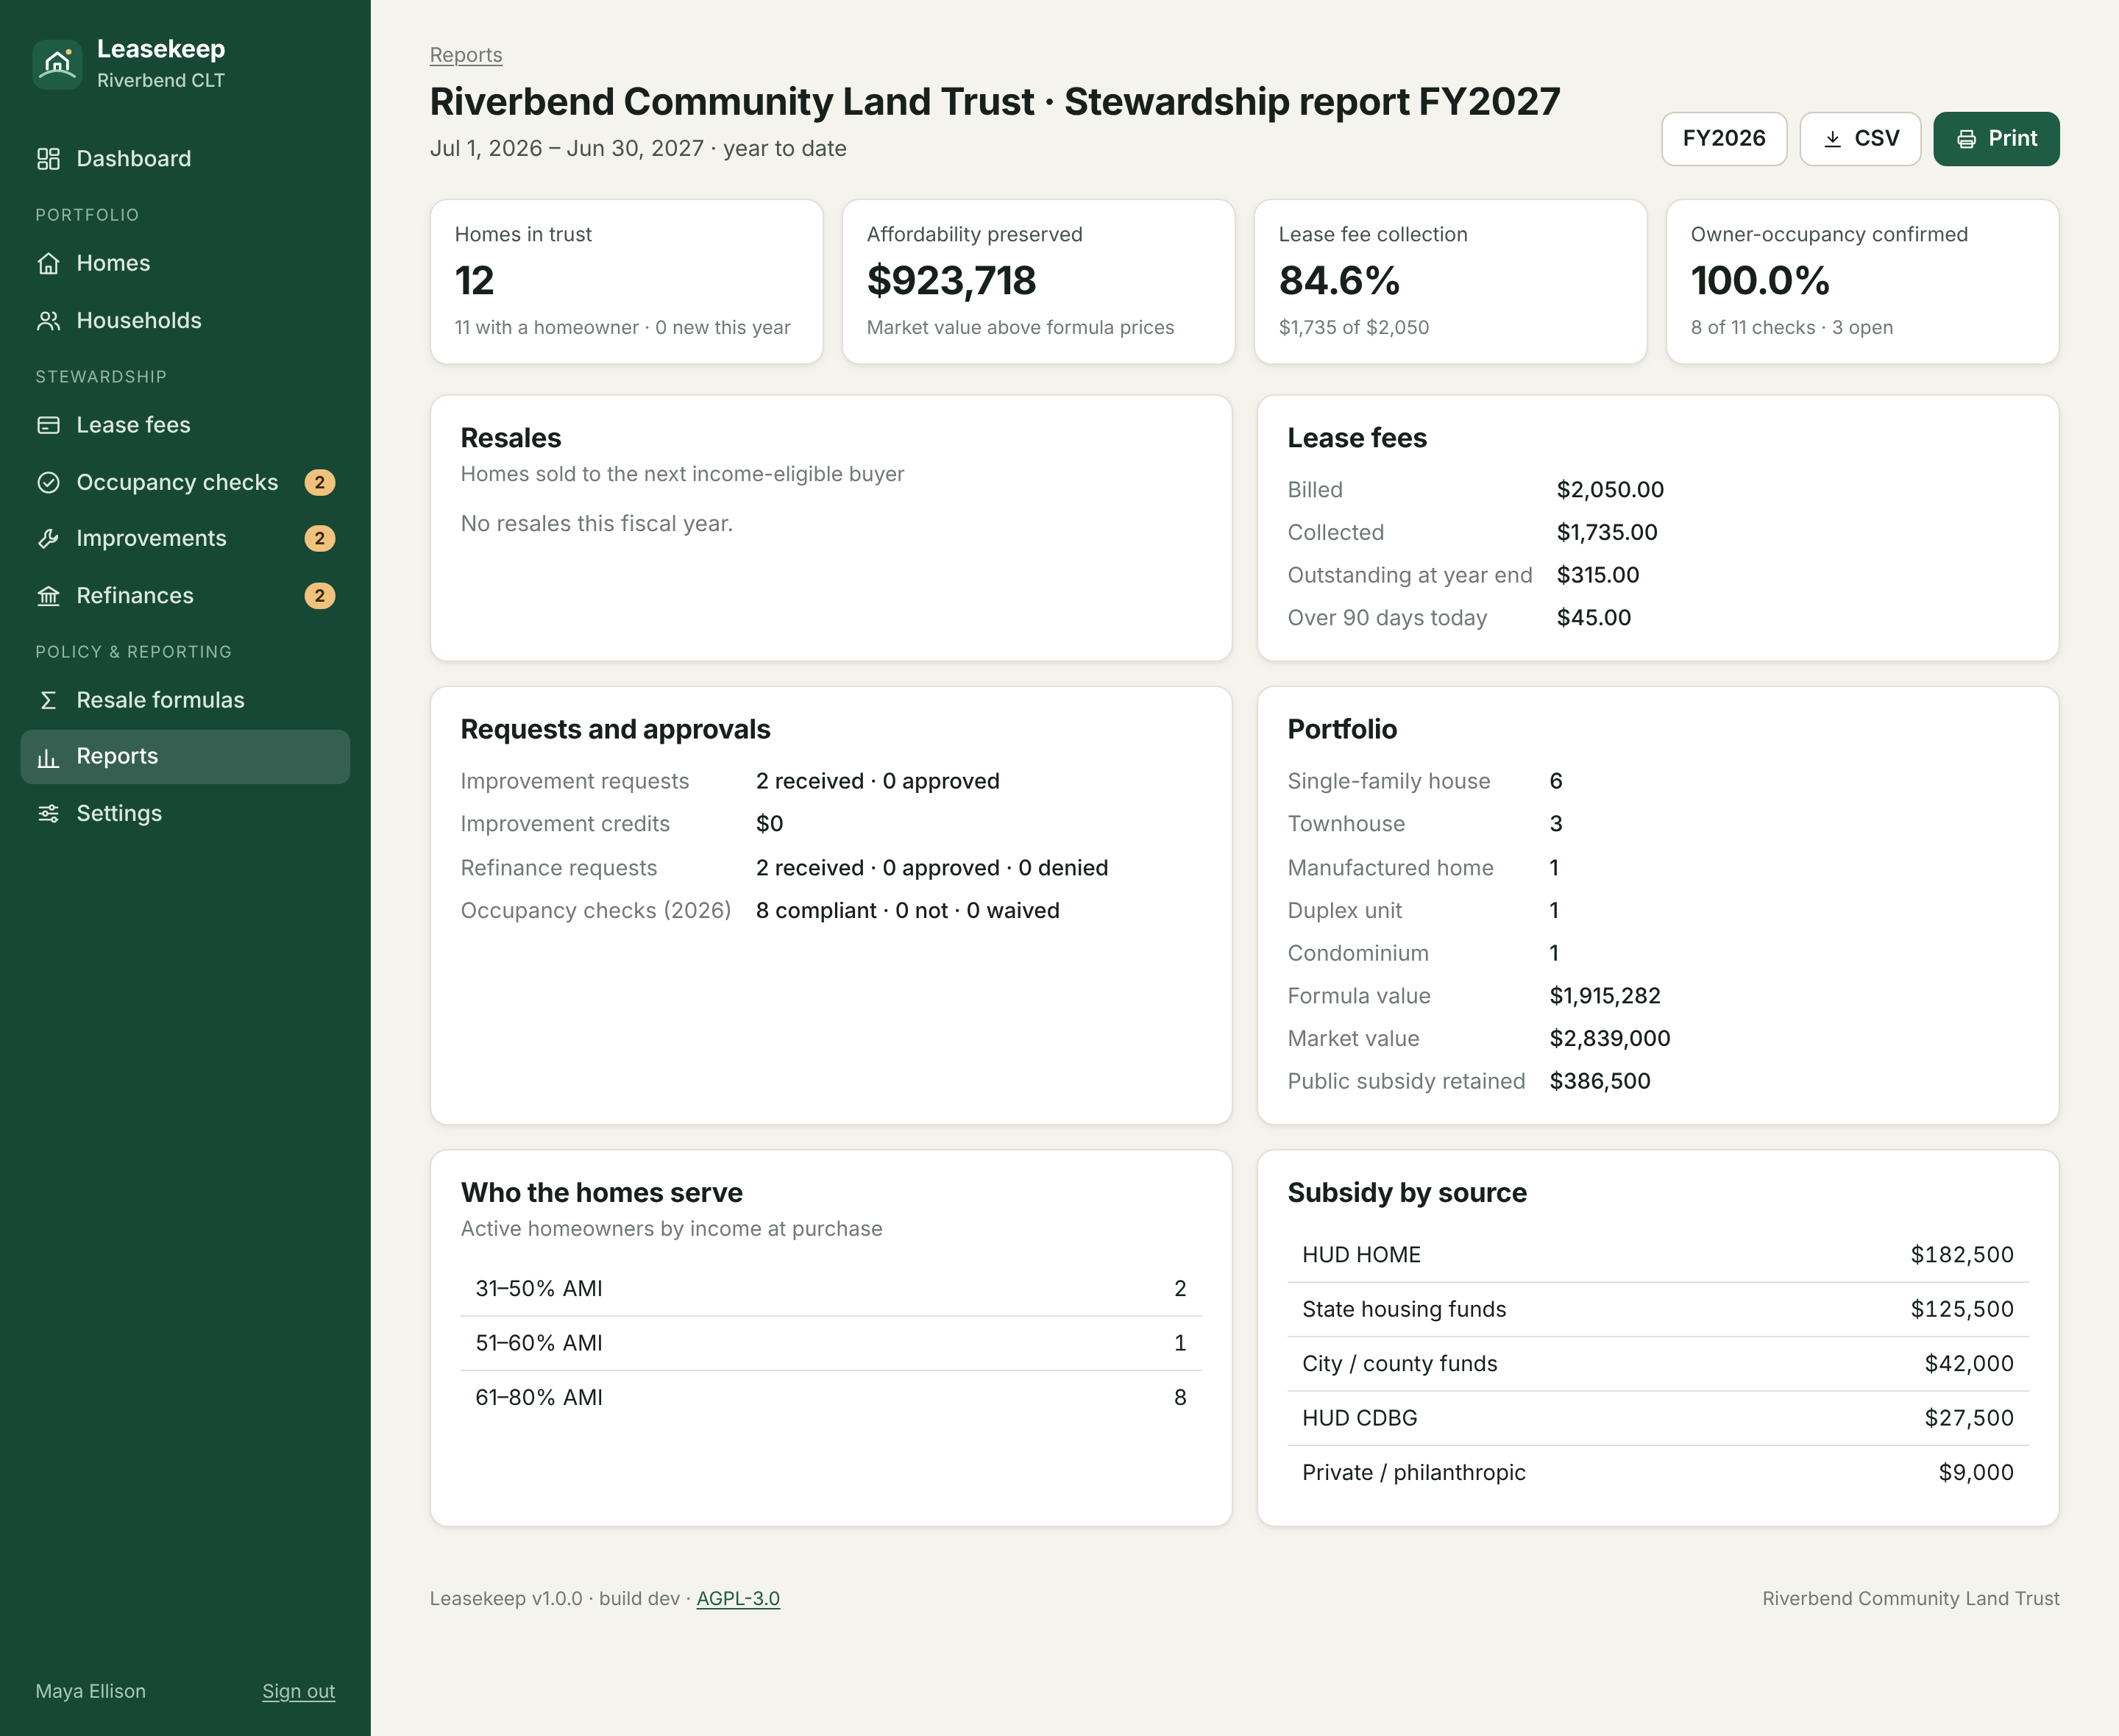 Leasekeep
Riverbend CLT
Dashboard
PORTFOLIO
Homes
Households
STEWARDSHIP
Lease fees
Occupancy checks 2
Improvements 2
Refinances 2
POLICY & REPORTING
Resale formulas
Reports
Settings
Maya Ellison Sign out
Reports
Riverbend Community Land Trust · Stewardship report FY2027
Jul 1, 2026 – Jun 30, 2027 · year to date
FY2026 CSV Print
Homes in trust
12
11 with a homeowner · 0 new this year
Affordability preserved
$923,718
Market value above formula prices
Lease fee collection
84.6%
$1,735 of $2,050
Owner-occupancy confirmed
100.0%
8 of 11 checks · 3 open
Resales
Homes sold to the next income-eligible buyer
No resales this fiscal year.
Lease fees
Billed $2,050.00
Collected $1,735.00
Outstanding at year end $315.00
Over 90 days today $45.00
Requests and approvals
Improvement requests 2 received · 0 approved
Improvement credits $0
Refinance requests 2 received · 0 approved · 0 denied
Occupancy checks (2026) 8 compliant · 0 not · 0 waived
Portfolio
Single-family house 6
Townhouse 3
Manufactured home 1
Duplex unit 1
Condominium 1
Formula value $1,915,282
Market value $2,839,000
Public subsidy retained $386,500
Who the homes serve
Active homeowners by income at purchase
31–50% AMI 2
51–60% AMI 1
61–80% AMI 8
Subsidy by source
HUD HOME $182,500
State housing funds $125,500
City / county funds $42,000
HUD CDBG $27,500
Private / philanthropic $9,000
Leasekeep v1.0.0 · build dev · AGPL-3.0
Riverbend Community Land Trust